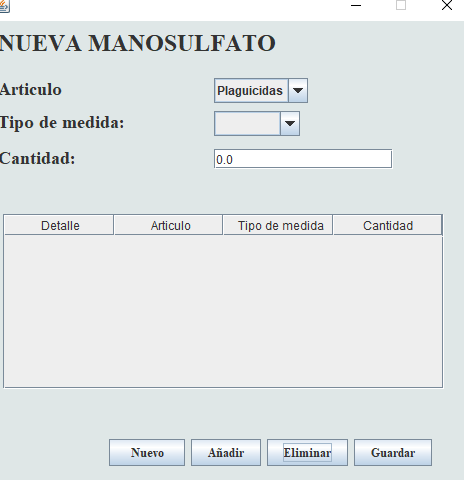 NUEVA MANOSULFATO
Articulo Plaguicidas
Tipo de medida:
Cantidad: 0.0
Detalle Articulo Tipo de medida Cantidad
Nuevo Añadir Eliminar Guardar